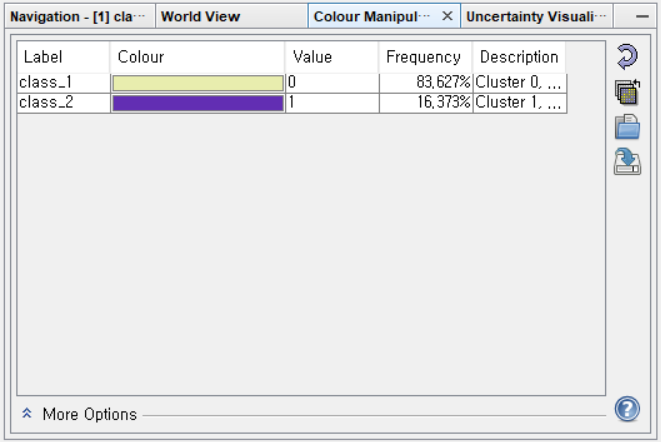 Navigation - [1] cla... World View Colour Manipul... × Uncertainty Visuali...
Label Colour Value Frequency Description
class_1 0 83,627% Cluster 0, ...
class_2 1 16,373% Cluster 1, ...
More Options